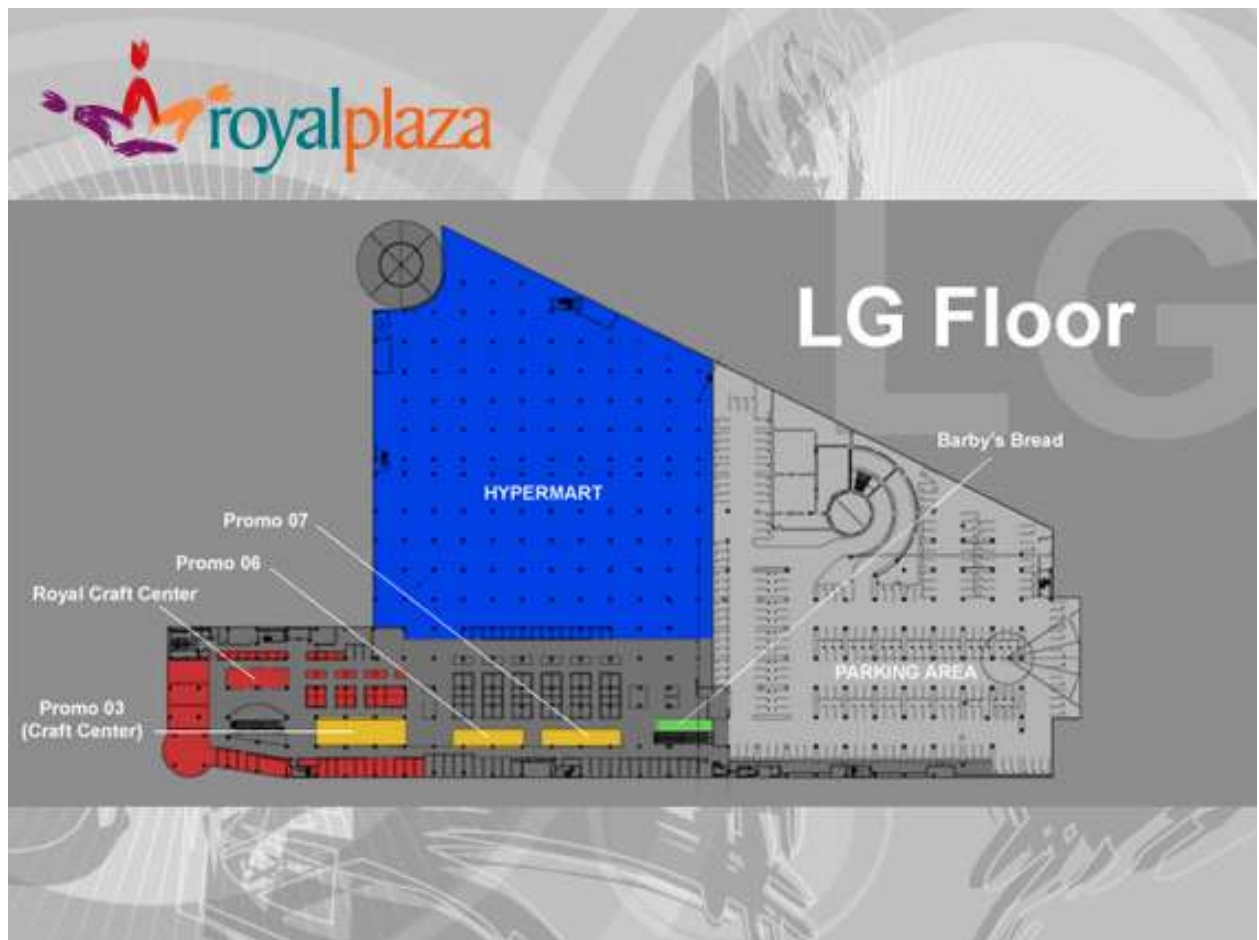 royalplaza
LG Floor
LG
Barby's Bread
HYPERMART
Promo 07
Promo 06
Royal Craft Center
PARKING AREA
Promo 03
(Craft Center)